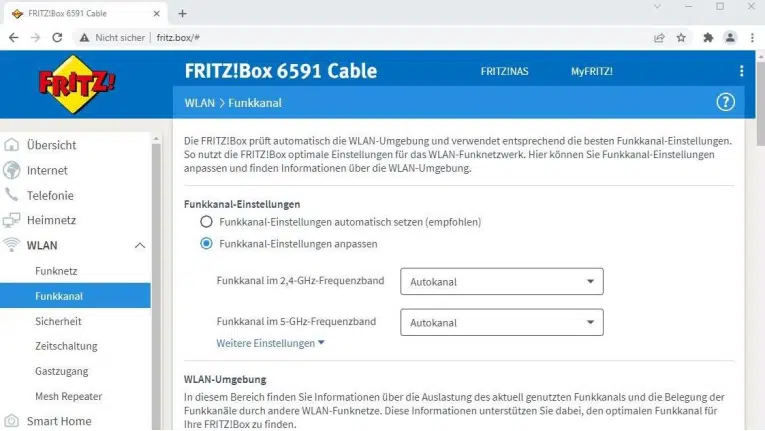 FRITZ!Box 6591 Cable
Nicht sicher | fritz.box/#
FRITZ!
FRITZ!Box 6591 Cable
FRITZ!NAS
MyFRITZ!
WLAN > Funkkanal
?
Übersicht
Internet
Telefonie
Heimnetz
WLAN
Funknetz
Funkkanal
Sicherheit
Zeitschaltung
Gastzugang
Mesh Repeater
Smart Home
Die FRITZ!Box prüft automatisch die WLAN-Umgebung und verwendet entsprechend die besten Funkkanal-Einstellungen.
So nutzt die FRITZ!Box optimale Einstellungen für das WLAN-Funknetzwerk. Hier können Sie Funkkanal-Einstellungen
anpassen und finden Informationen über die WLAN-Umgebung.
Funkkanal-Einstellungen
Funkkanal-Einstellungen automatisch setzen (empfohlen)
Funkkanal-Einstellungen anpassen
Funkkanal im 2,4-GHz-Frequenzband
Autokanal
Funkkanal im 5-GHz-Frequenzband
Autokanal
Weitere Einstellungen
WLAN-Umgebung
In diesem Bereich finden Sie Informationen über die Auslastung des aktuell genutzten Funkkanals und die Belegung der
Funkkanäle durch andere WLAN-Funknetze. Diese Informationen unterstützen Sie dabei, den optimalen Funkkanal für
Ihre FRITZ!Box zu finden.